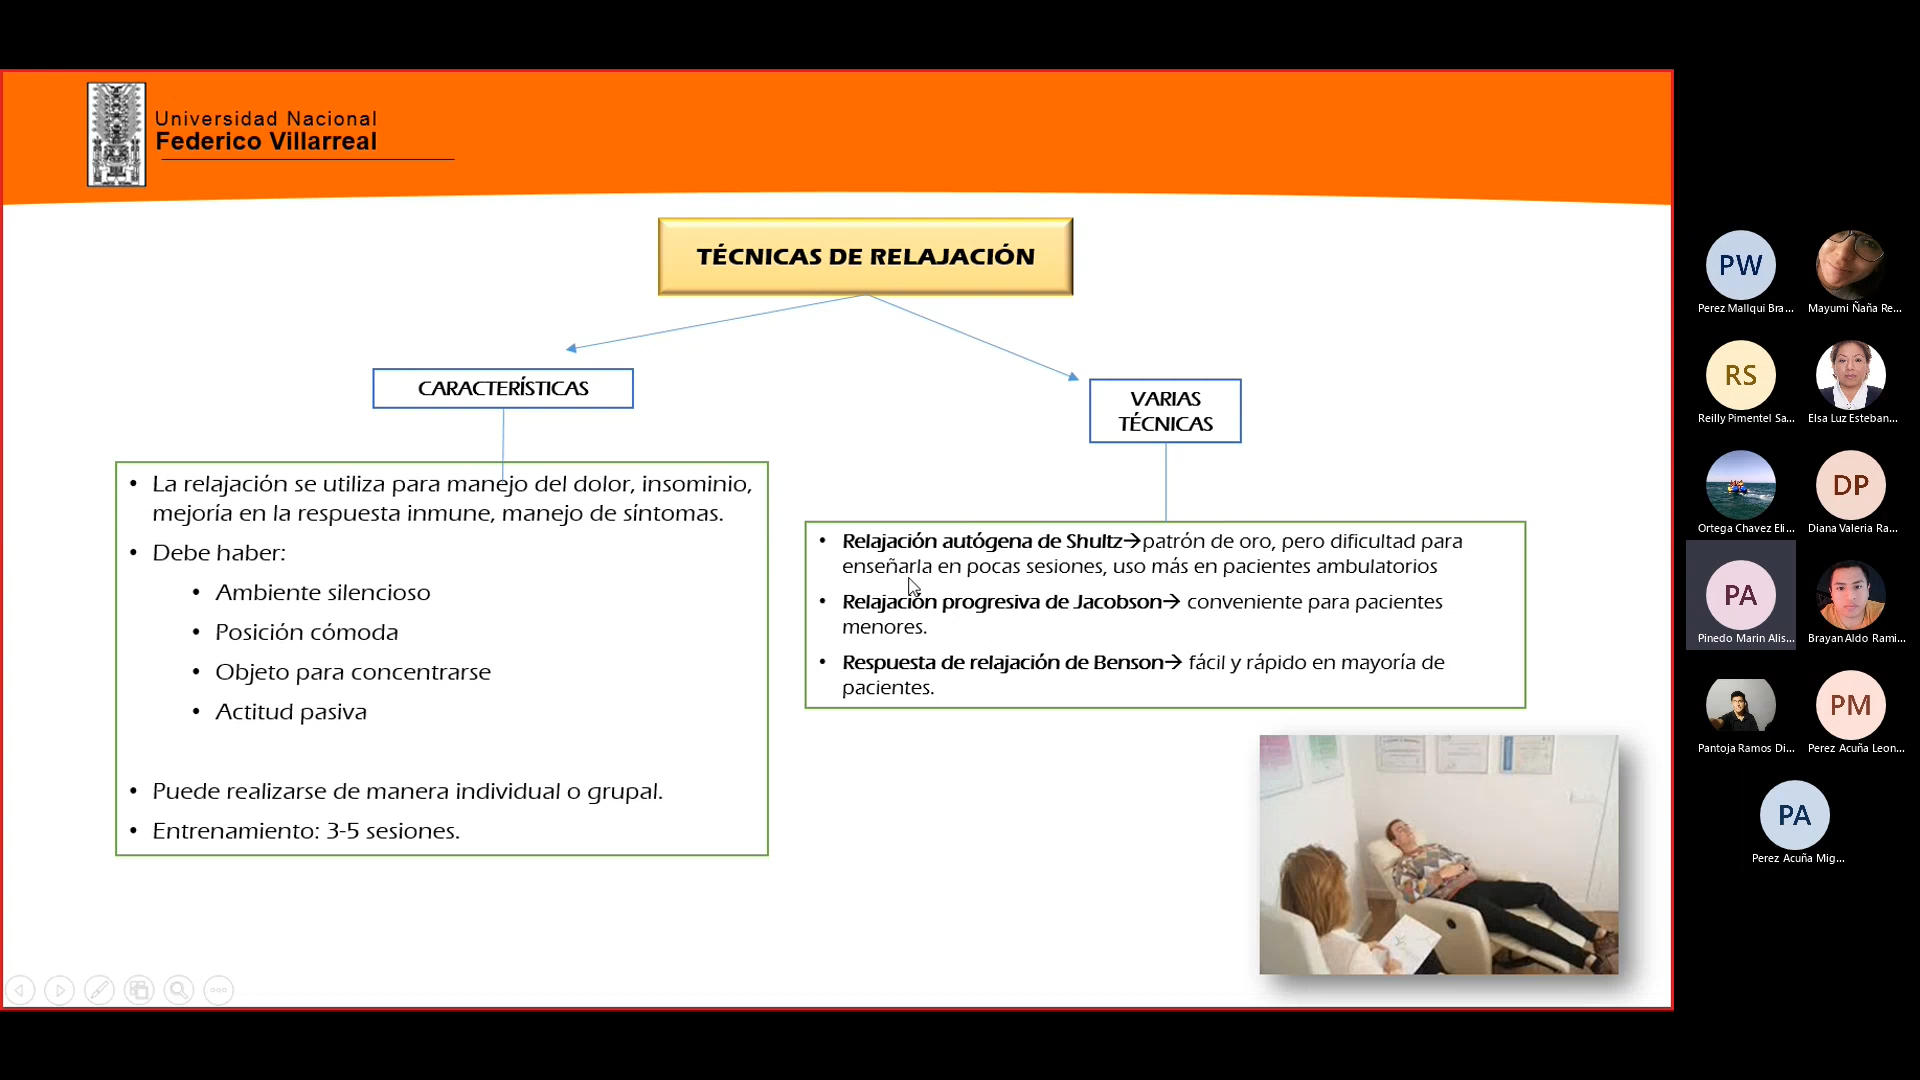 Universidad Nacional
Federico Villarreal
TÉCNICAS DE RELAJACIÓN
CARACTERÍSTICAS
• La relajación se utiliza para manejo del dolor, insominio,
mejoría en la respuesta inmune, manejo de síntomas.
• Debe haber:
• Ambiente silencioso
• Posición cómoda
• Objeto para concentrarse
• Actitud pasiva
• Puede realizarse de manera individual o grupal.
• Entrenamiento: 3-5 sesiones.
VARIAS
TÉCNICAS
• Relajación autógena de Shultz→patrón de oro, pero dificultad para
enseñarla en pocas sesiones, uso más en pacientes ambulatorios
• Relajación progresiva de Jacobson→ conveniente para pacientes
menores.
• Respuesta de relajación de Benson→ fácil y rápido en mayoría de
pacientes.
PW
Perez Mallqui Bra...
Mayumi Ñaña Re...
RS
Reilly Pimentel Sa...
Elsa Luz Esteban...
Ortega Chavez Eli...
DP
Diana Valeria Ra...
PA
Pinedo Marin Alis...
Brayan Aldo Rami...
Pantoja Ramos Di...
PM
Perez Acuña Leon...
PA
Perez Acuña Mig...